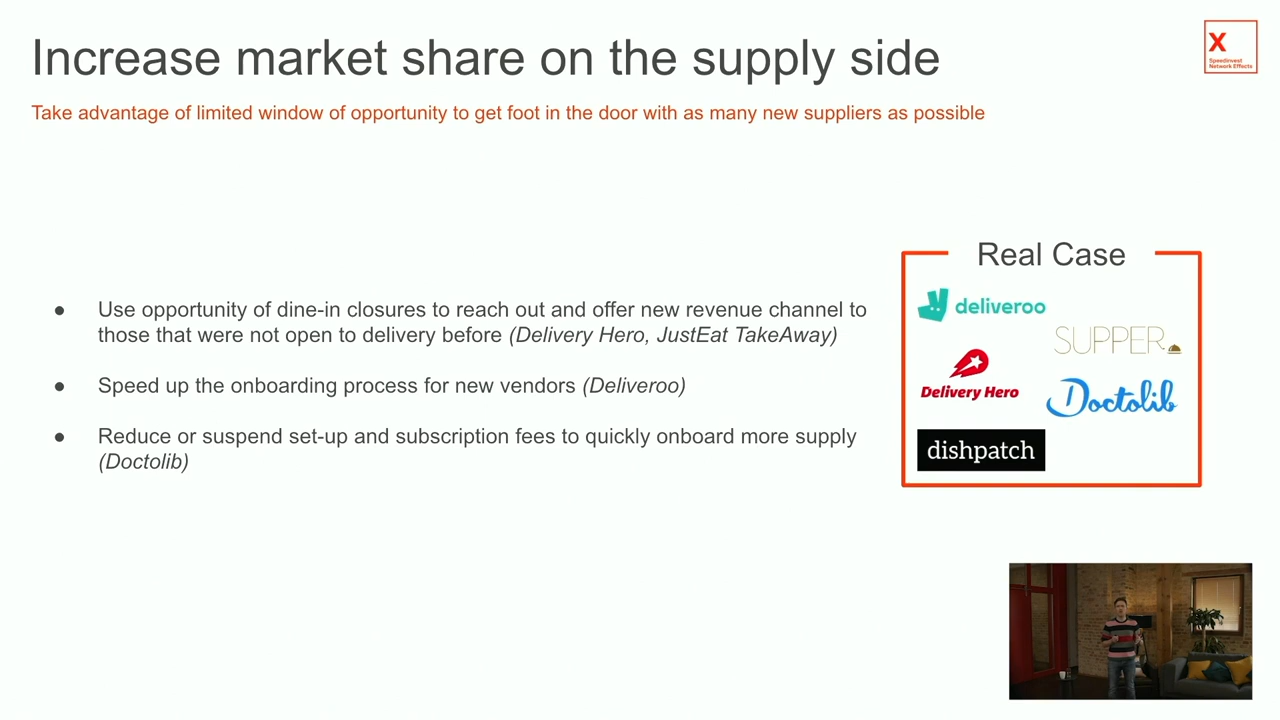 Increase market share on the supply side
X
Speedinvest
Network Effects
Take advantage of limited window of opportunity to get foot in the door with as many new suppliers as possible
● Use opportunity of dine-in closures to reach out and offer new revenue channel to
those that were not open to delivery before (Delivery Hero, JustEat TakeAway)
● Speed up the onboarding process for new vendors (Deliveroo)
● Reduce or suspend set-up and subscription fees to quickly onboard more supply
(Doctolib)
Real Case
deliveroo
SUPPER
Delivery Hero
Doctolib
dishpatch